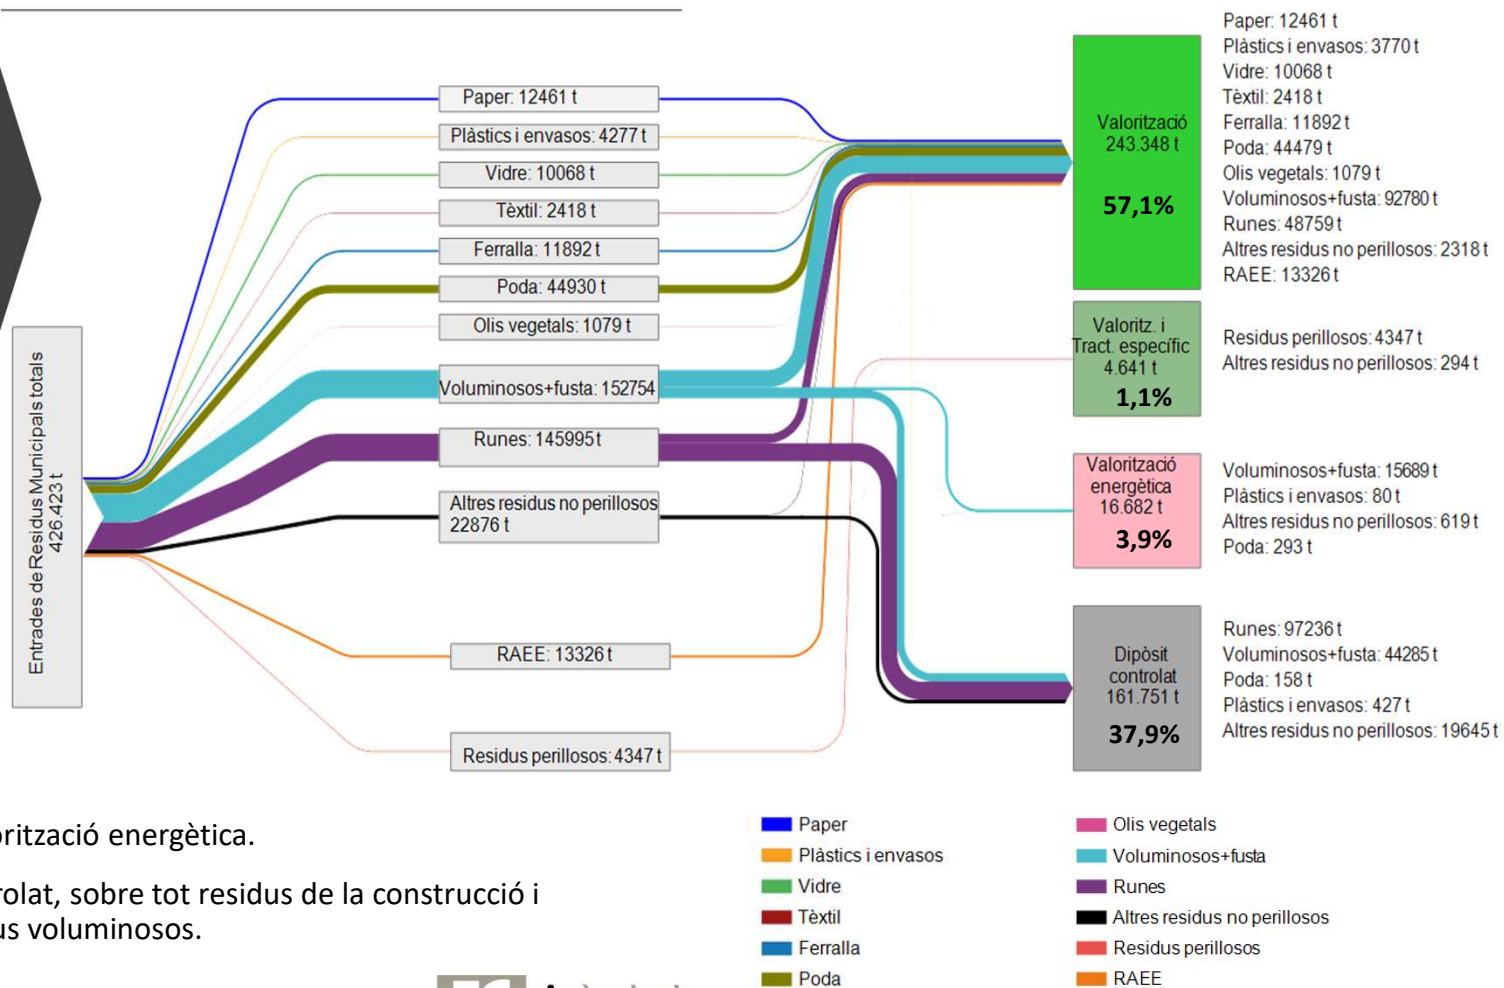 Entrades de Residus Municipals totals
426.423 t
Paper: 12461 t
Plàstics i envasos: 4277 t
Vidre: 10068 t
Tèxtil: 2418 t
Ferralla: 11892 t
Poda: 44930 t
Olis vegetals: 1079 t
Voluminosos+fusta: 152754
Runes: 145995 t
Altres residus no perillosos
22876 t
RAEE: 13326 t
Residus perillosos: 4347 t
Valorització
243.348 t
57,1%
Paper: 12461 t
Plàstics i envasos: 3770 t
Vidre: 10068 t
Tèxtil: 2418 t
Ferralla: 11892 t
Poda: 44479 t
Olis vegetals: 1079 t
Voluminosos+fusta: 92780 t
Runes: 48759 t
Altres residus no perillosos: 2318 t
RAEE: 13326 t
Valoritz. i
Tract. específic
4.641 t
1,1%
Residus perillosos: 4347 t
Altres residus no perillosos: 294 t
Valorització
energètica
16.682 t
3,9%
Voluminosos+fusta: 15689 t
Plàstics i envasos: 80 t
Altres residus no perillosos: 619 t
Poda: 293 t
Dipòsit
controlat
161.751 t
37,9%
Runes: 97236 t
Voluminosos+fusta: 44285 t
Poda: 158 t
Plàstics i envasos: 427 t
Altres residus no perillosos: 19645 t
orització energètica.
rolat, sobre tot residus de la construcció i
us voluminosos.
Paper
Plàstics i envasos
Vidre
Tèxtil
Ferralla
Poda
Olis vegetals
Voluminosos+fusta
Runes
Altres residus no perillosos
Residus perillosos
RAEE